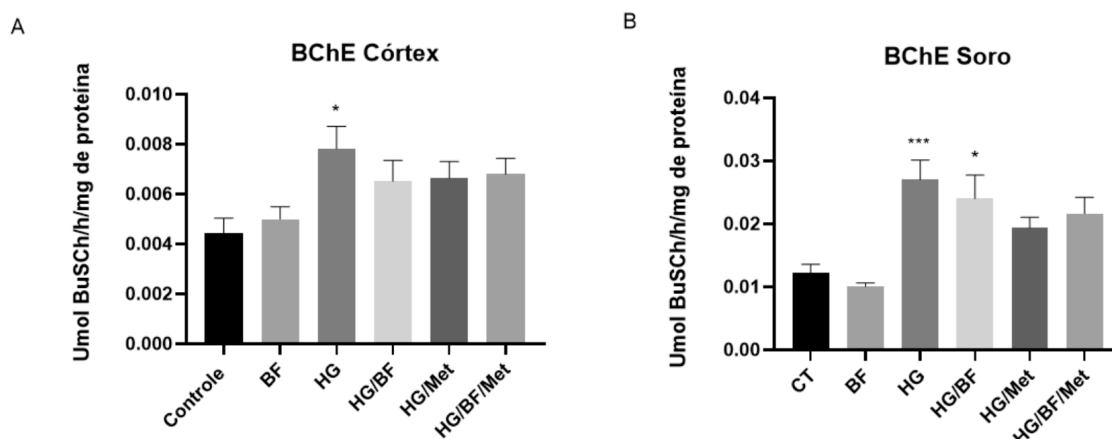 A
BChE Córtex
Umol BuSCh/h/mg de proteína
0.010
0.008
0.006
0.004
0.002
0.000
*
Controle
BF
HG
HG/BF
HG/Met
HG/BF/Met
B
BChE Soro
Umol BuSCh/h/mg de proteína
0.04
0.03
0.02
0.01
0.00
***
*
CT
BF
HG
HG/BF
HG/Met
HG/BF/Met